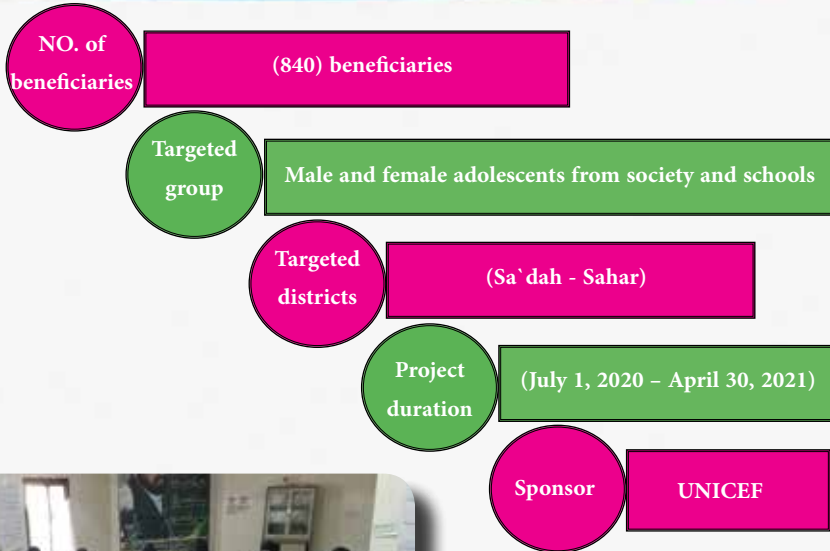 NO. of
beneficiaries
(840) beneficiaries
Targeted
group
Male and female adolescents from society and schools
Targeted
districts
(Sa`dah - Sahar)
Project
duration
(July 1, 2020 – April 30, 2021)
Sponsor
UNICEF